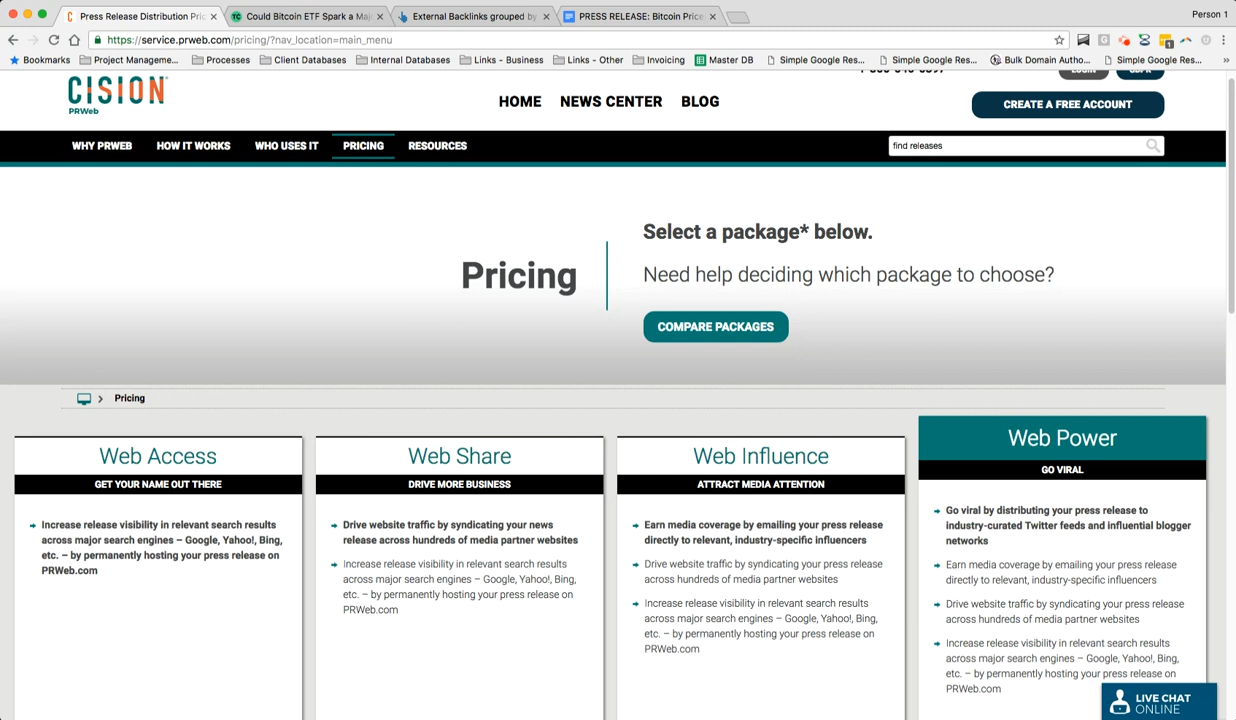 Press Release Distribution Pric
Could Bitcoin ETF Spark a Maj
External Backlinks grouped by
PRESS RELEASE: Bitcoin Price
Person 1
https://service.prweb.com/pricing/?nav_location=main_menu
Bookmarks
Project Manageme...
Processes
Client Databases
Internal Databases
Links - Business
Links - Other
Invoicing
Master DB
Simple Google Res...
Simple Google Res...
Bulk Domain Autho...
Simple Google Res...
CISION
PRWeb
HOME
NEWS CENTER
BLOG
CREATE A FREE ACCOUNT
WHY PRWEB
HOW IT WORKS
WHO USES IT
PRICING
RESOURCES
find releases
Pricing
Select a package* below.
Need help deciding which package to choose?
COMPARE PACKAGES
Pricing
Web Access
GET YOUR NAME OUT THERE
Increase release visibility in relevant search results
across major search engines – Google, Yahoo!, Bing,
etc. – by permanently hosting your press release on
PRWeb.com
Web Share
DRIVE MORE BUSINESS
Drive website traffic by syndicating your news
release across hundreds of media partner websites
Increase release visibility in relevant search results
across major search engines – Google, Yahoo!, Bing,
etc. – by permanently hosting your press release on
PRWeb.com
Web Influence
ATTRACT MEDIA ATTENTION
Earn media coverage by emailing your press release
directly to relevant, industry-specific influencers
Drive website traffic by syndicating your press release
across hundreds of media partner websites
Increase release visibility in relevant search results
across major search engines – Google, Yahoo!, Bing,
etc. – by permanently hosting your press release on
PRWeb.com
Web Power
GO VIRAL
Go viral by distributing your press release to
industry-curated Twitter feeds and influential blogger
networks
Earn media coverage by emailing your press release
directly to relevant, industry-specific influencers
Drive website traffic by syndicating your press release
across hundreds of media partner websites
Increase release visibility in relevant search results
across major search engines – Google, Yahoo!, Bing,
etc. – by permanently hosting your press release on
PRWeb.com
LIVE CHAT
ONLINE